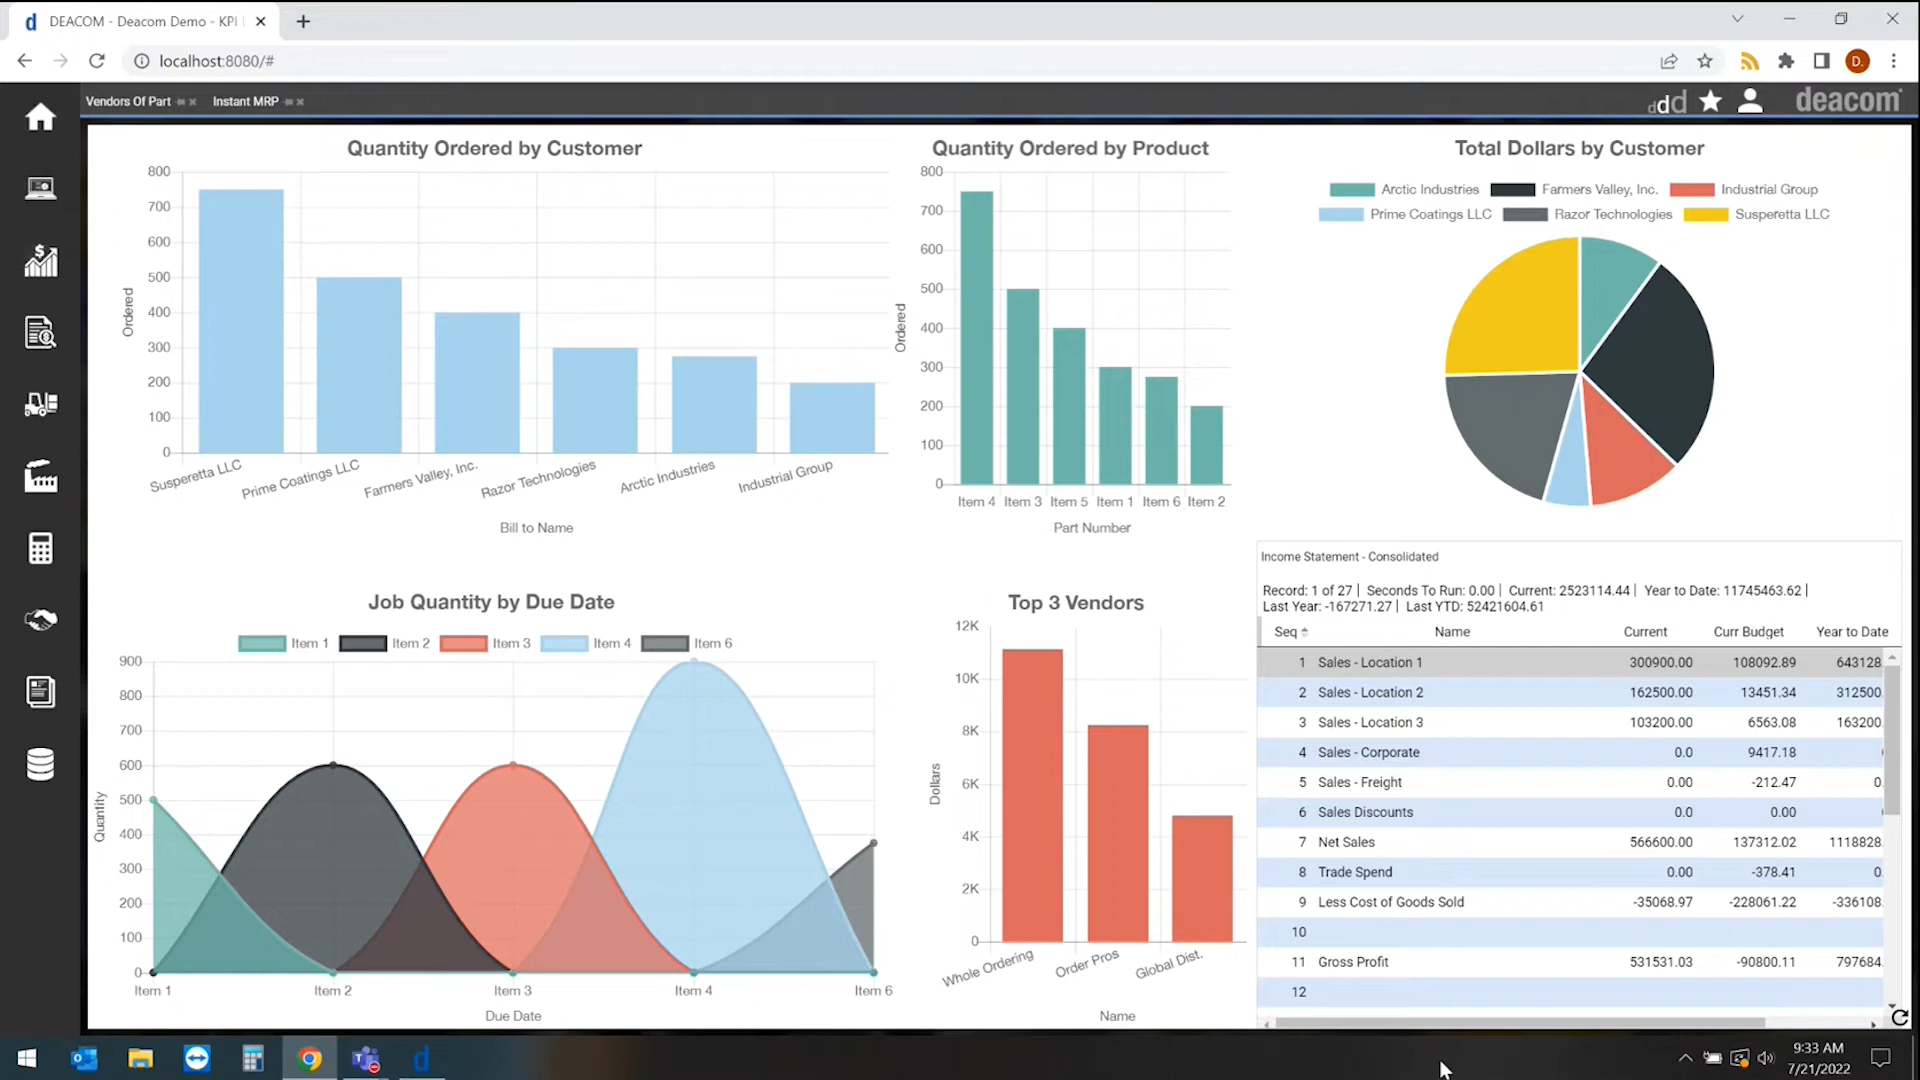 DEACOM - Deacom Demo - KPI
localhost:8080/#
D.
Vendors Of Part
Instant MRP
ddd
deacom
Quantity Ordered by Customer
800
700
600
500
400
300
200
100
0
Ordered
Susperetta LLC
Prime Coatings LLC
Farmers Valley, Inc.
Razor Technologies
Arctic Industries
Industrial Group
Bill to Name
Quantity Ordered by Product
800
700
600
500
400
300
200
100
0
Ordered
Item 4 Item 3 Item 5 Item 1 Item 6 Item 2
Part Number
Total Dollars by Customer
Arctic Industries Farmers Valley, Inc. Industrial Group
Prime Coatings LLC Razor Technologies Susperetta LLC
Job Quantity by Due Date
Item 1 Item 2 Item 3 Item 4 Item 6
900
800
700
600
500
400
300
200
100
0
Quantity
Item 1 Item 2 Item 3 Item 4 Item 6
Due Date
Top 3 Vendors
12K
10K
8K
6K
4K
2K
0
Dollars
Whole Ordering
Order Pros
Global Dist.
Name
Income Statement - Consolidated
Record: 1 of 27 | Seconds To Run: 0.00 | Current: 2523114.44 | Year to Date: 11745463.62 |
Last Year: -167271.27 | Last YTD: 52421604.61
Seq Name Current Curr Budget Year to Date
1 Sales - Location 1 300900.00 108092.89 643128
2 Sales - Location 2 162500.00 13451.34 312500.
3 Sales - Location 3 103200.00 6563.08 163200.
4 Sales - Corporate 0.0 9417.18
5 Sales - Freight 0.00 -212.47 0.
6 Sales Discounts 0.0 0.00
7 Net Sales 566600.00 137312.02 1118828.
8 Trade Spend 0.00 -378.41 0.
9 Less Cost of Goods Sold -35068.97 -228061.22 -336108.
10
11 Gross Profit 531531.03 -90800.11 797684.
12
9:33 AM
7/21/2022